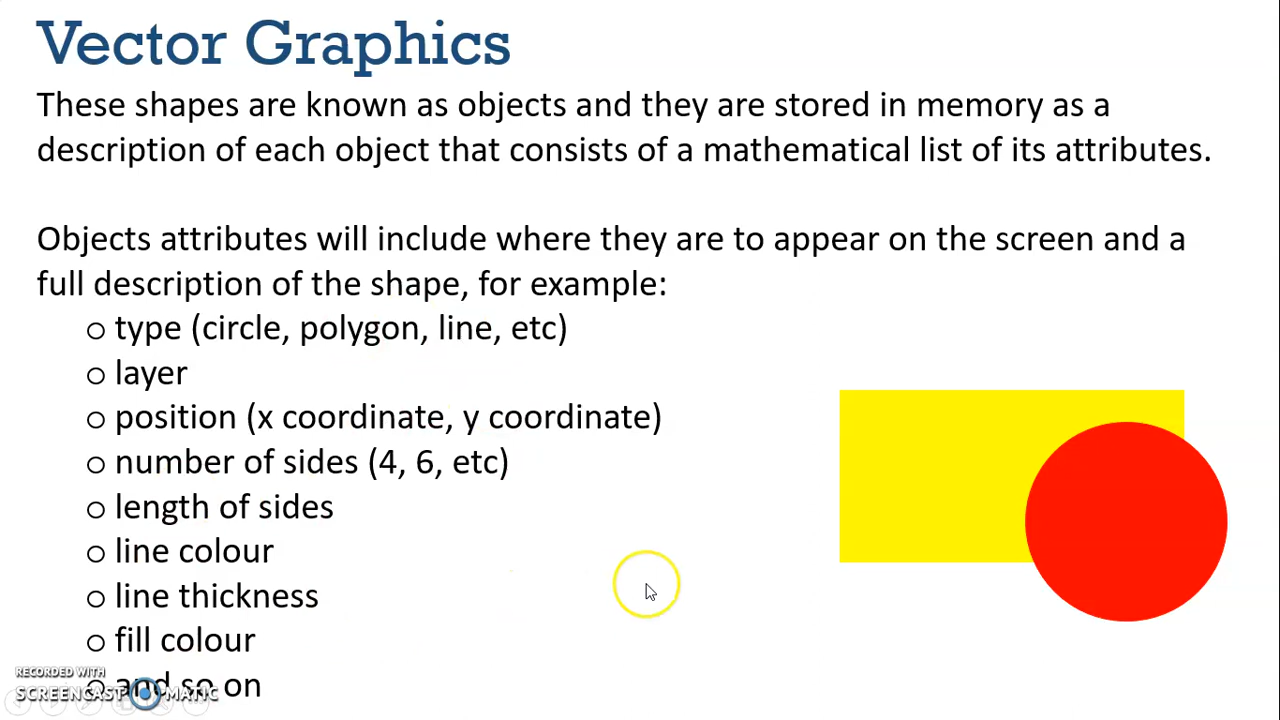 Vector Graphics
These shapes are known as objects and they are stored in memory as a
description of each object that consists of a mathematical list of its attributes.
Objects attributes will include where they are to appear on the screen and a
full description of the shape, for example:
o type (circle, polygon, line, etc)
o layer
o position (x coordinate, y coordinate)
o number of sides (4, 6, etc)
o length of sides
o line colour
o line thickness
o fill colour
o and so on
RECORDED WITH
SCREENCAST-O-MATIC